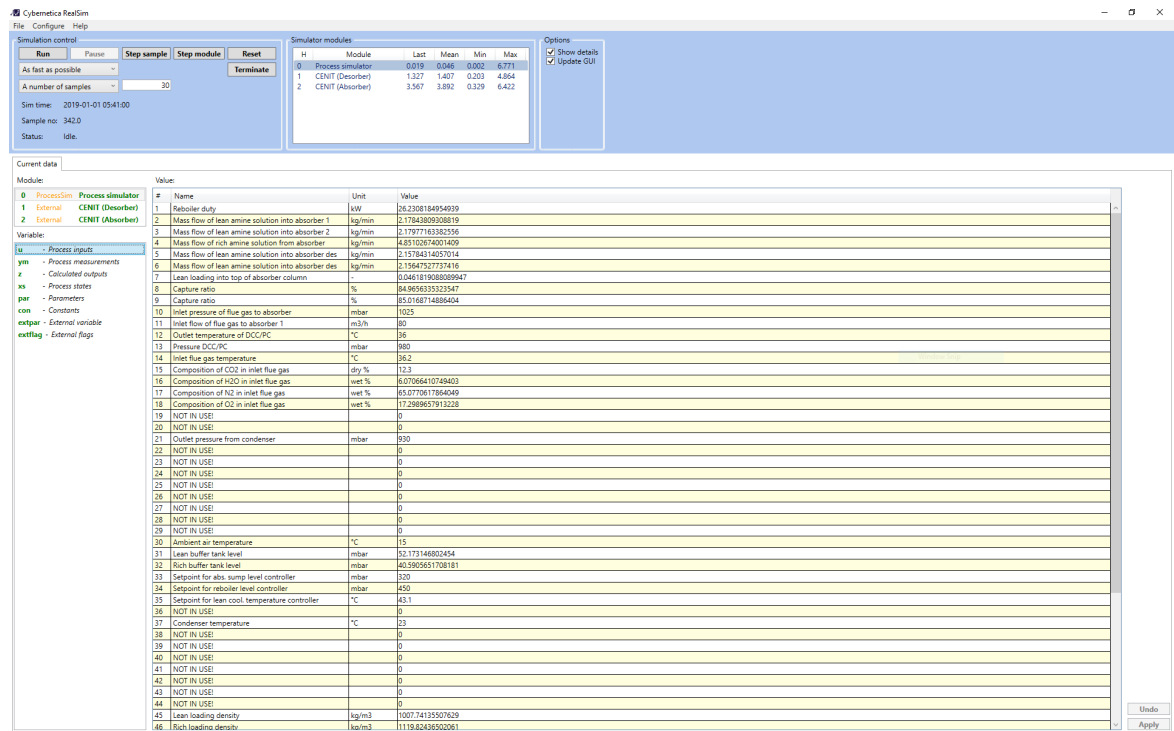 Cybernetica RealSim
File Configure Help
Simulation control
Run Pause Step sample Step module Reset
As fast as possible Terminate
A number of samples 30
Sim time: 2019-01-01 05:41:00
Sample no: 342.0
Status: Idle.
Simulator modules
H Module Last Mean Min Max
0 Process simulator 0.019 0.046 0.002 6.771
1 CENIT (Desorber) 1.327 1.407 0.203 4.864
2 CENIT (Absorber) 3.567 3.892 0.329 6.422
Options
Show details
Update GUI
Current data
Module:
0 ProcessSim Process simulator
1 External CENIT (Desorber)
2 External CENIT (Absorber)
Variable:
u - Process inputs
ym - Process measurements
z - Calculated outputs
xs - Process states
par - Parameters
con - Constants
extpar - External variable
extflag - External flags
Value:
# Name Unit Value
1 Reboiler duty kW 26.2308184954939
2 Mass flow of lean amine solution into absorber 1 kg/min 2.17843809308819
3 Mass flow of lean amine solution into absorber 2 kg/min 2.17977163382556
4 Mass flow of rich amine solution from absorber kg/min 4.85102674001409
5 Mass flow of lean amine solution into absorber des kg/min 2.15784314057014
6 Mass flow of lean amine solution into absorber des kg/min 2.15647527737416
7 Lean loading into top of absorber column - 0.0461819088089947
8 Capture ratio % 84.9656335323547
9 Capture ratio % 85.0168714886404
10 Inlet pressure of flue gas to absorber mbar 1025
11 Inlet flow of flue gas to absorber 1 m3/h 80
12 Outlet temperature of DCC/PC °C 36
13 Pressure DCC/PC mbar 980
14 Inlet flue gas temperature °C 36.2
15 Composition of CO2 in inlet flue gas dry % 12.3
16 Composition of H2O in inlet flue gas wet % 6.07066410749403
17 Composition of N2 in inlet flue gas wet % 65.0770617864049
18 Composition of O2 in inlet flue gas wet % 17.2989657913228
19 NOT IN USE! 0
20 NOT IN USE! 0
21 Outlet pressure from condenser mbar 930
22 NOT IN USE! 0
23 NOT IN USE! 0
24 NOT IN USE! 0
25 NOT IN USE! 0
26 NOT IN USE! 0
27 NOT IN USE! 0
28 NOT IN USE! 0
29 NOT IN USE! 0
30 Ambient air temperature °C 15
31 Lean buffer tank level mbar 52.173146802454
32 Rich buffer tank level mbar 40.5905651708181
33 Setpoint for abs. sump level controller mbar 320
34 Setpoint for reboiler level controller mbar 450
35 Setpoint for lean cool. temperature controller °C 43.1
36 NOT IN USE! 0
37 Condenser temperature °C 23
38 NOT IN USE! 0
39 NOT IN USE! 0
40 NOT IN USE! 0
41 NOT IN USE! 0
42 NOT IN USE! 0
43 NOT IN USE! 0
44 NOT IN USE! 0
45 Lean loading density kg/m3 1007.74135507629
46 Rich loading density kg/m3 1119.82436502061
Undo
Apply